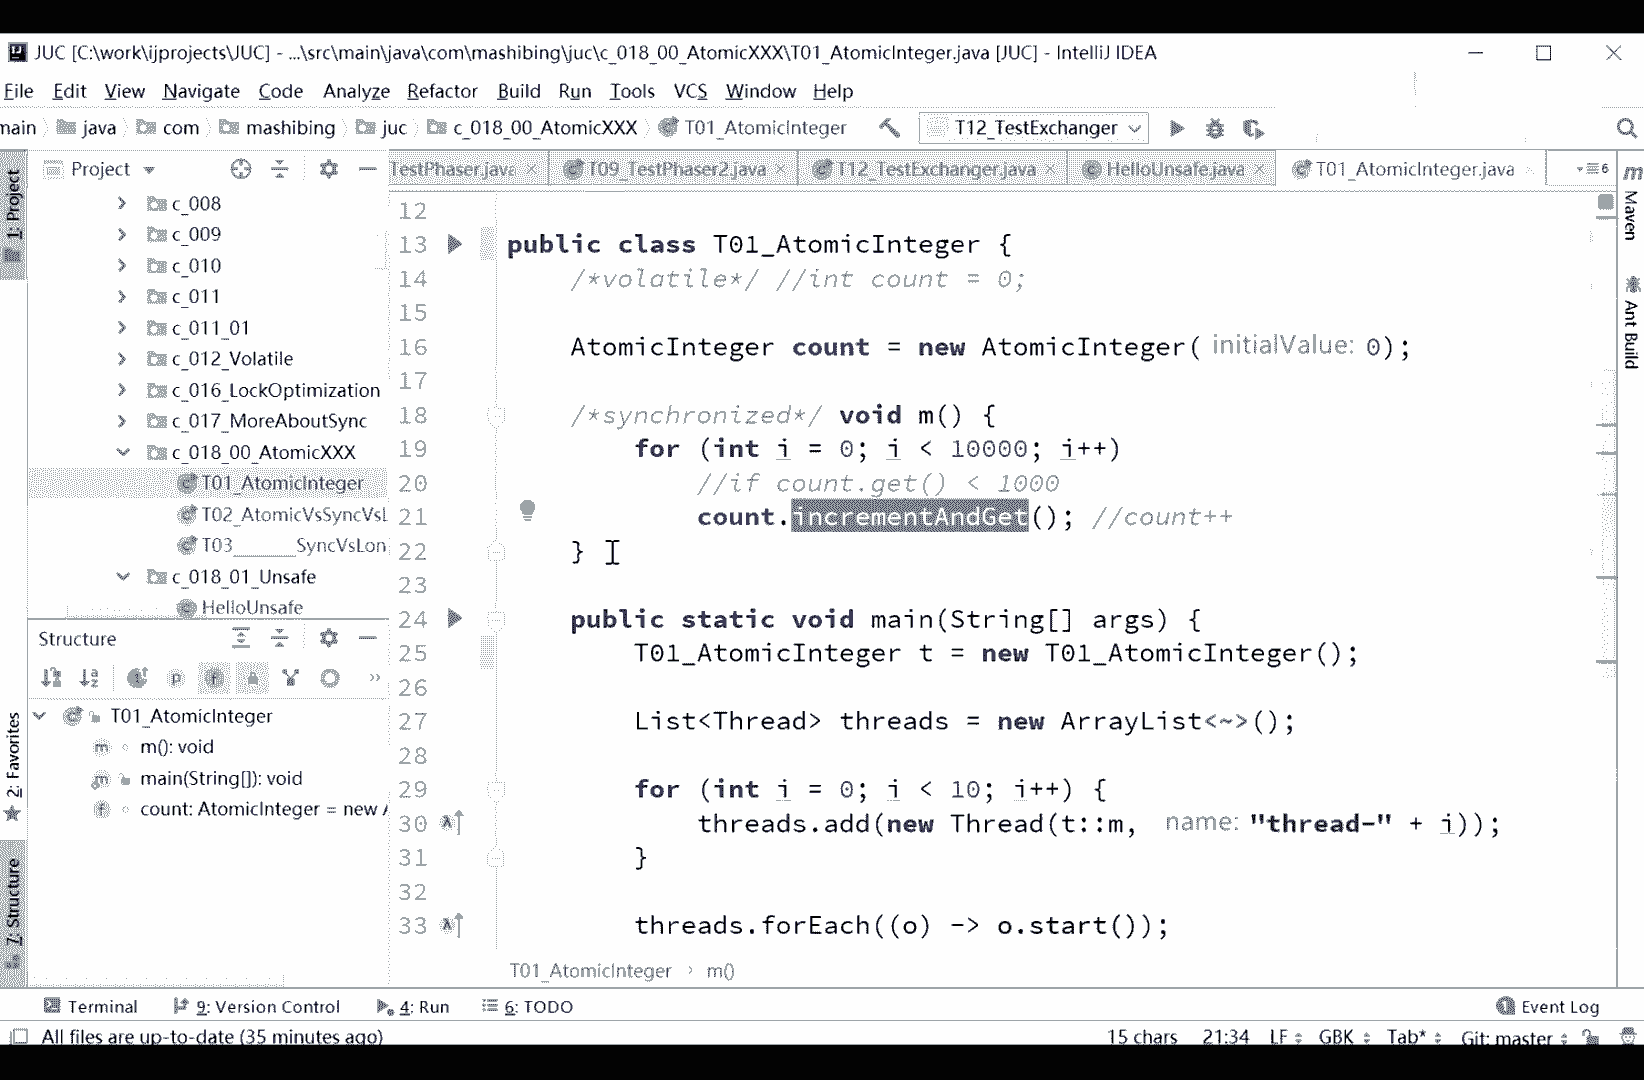 JUC [C:\work\ijprojects\JUC] - ...\src\main\java\com\mashibing\juc\c_018_00_AtomicXXX\T01_AtomicInteger.java [JUC] - IntelliJ IDEA
File Edit View Navigate Code Analyze Refactor Build Run Tools VCS Window Help
main java com mashibing juc c_018_00_AtomicXXX T01_AtomicInteger T12_TestExchanger
1: Project
Project
TestPhaser.java T09_TestPhaser2.java T12_TestExchanger.java HelloUnsafe.java T01_AtomicInteger.java 6
c_008
c_009
c_010
c_011
c_011_01
c_012_Volatile
c_016_LockOptimization
c_017_MoreAboutSync
c_018_00_AtomicXXX
T01_AtomicInteger
T02_AtomicVsSyncVsL
T03______SyncVsLon
c_018_01_Unsafe
HelloUnsafe
Structure
T01_AtomicInteger
m(): void
main(String[]): void
count: AtomicInteger = new A
2: Favorites
7: Structure
12
13 public class T01_AtomicInteger {
14 /*volatile*/ //int count = 0;
15
16 AtomicInteger count = new AtomicInteger( initialValue: 0);
17
18 /*synchronized*/ void m() {
19 for (int i = 0; i < 10000; i++)
20 //if count.get() < 1000
21 count.incrementAndGet(); //count++
22 }
23
24 public static void main(String[] args) {
25 T01_AtomicInteger t = new T01_AtomicInteger();
26
27 List<Thread> threads = new ArrayList<~>();
28
29 for (int i = 0; i < 10; i++) {
30 threads.add(new Thread(t::m, name: "thread-" + i));
31 }
32
33 threads.forEach((o) -> o.start());
T01_AtomicInteger › m()
m Maven
Ant Build
Terminal 9: Version Control 4: Run 6: TODO 1 Event Log
All files are up-to-date (35 minutes ago) 15 chars 21:34 LF GBK Tab* Git: master